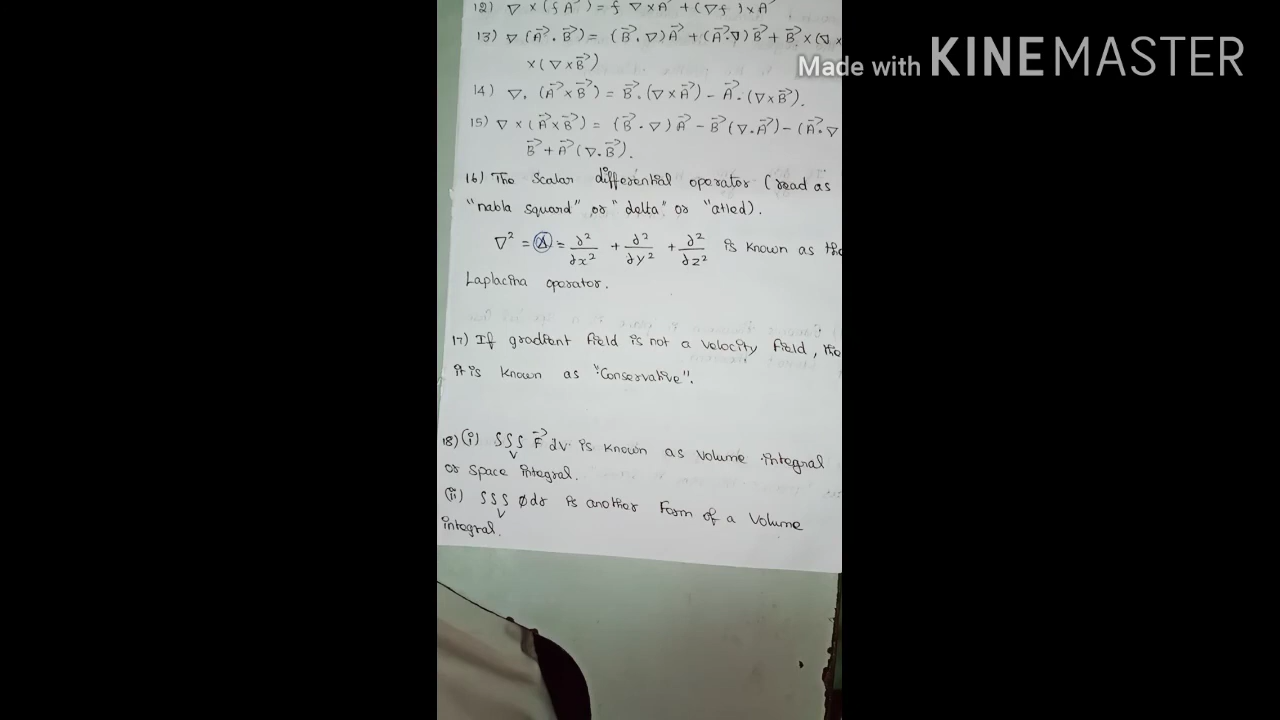 12) ∇ × (f A⃗) = f ∇ × A⃗ + (∇f) × A⃗
Made with KINEMASTER
13) ∇ (A⃗ . B⃗) = (B⃗ . ∇) A⃗ + (A⃗.∇) B⃗ + B⃗ × (∇ ×
× (∇ × B⃗)
14) ∇. (A⃗ × B⃗) = B⃗ . (∇ × A⃗) − A⃗ . (∇ × B⃗).
15) ∇ × (A⃗ × B⃗) = (B⃗ . ∇) A⃗ − B⃗ (∇ . A⃗) − (A⃗ . ∇
B⃗ + A⃗ (∇ . B⃗).
16) The Scalar differential operator (read as
"nabla squard" or "delta" or "atled).
∇² = Δ = ∂²/∂x² + ∂²/∂y² + ∂²/∂z² is known as the
Laplacina operator.
17) If gradient field is not a velocity field, the
it is known as "Conservative".
18) (i) ∫∫∫ F⃗ dv is known as volume integral
V
or space integral.
(ii) ∫∫∫ ϕ dr is another Form of a Volume
V
integral.